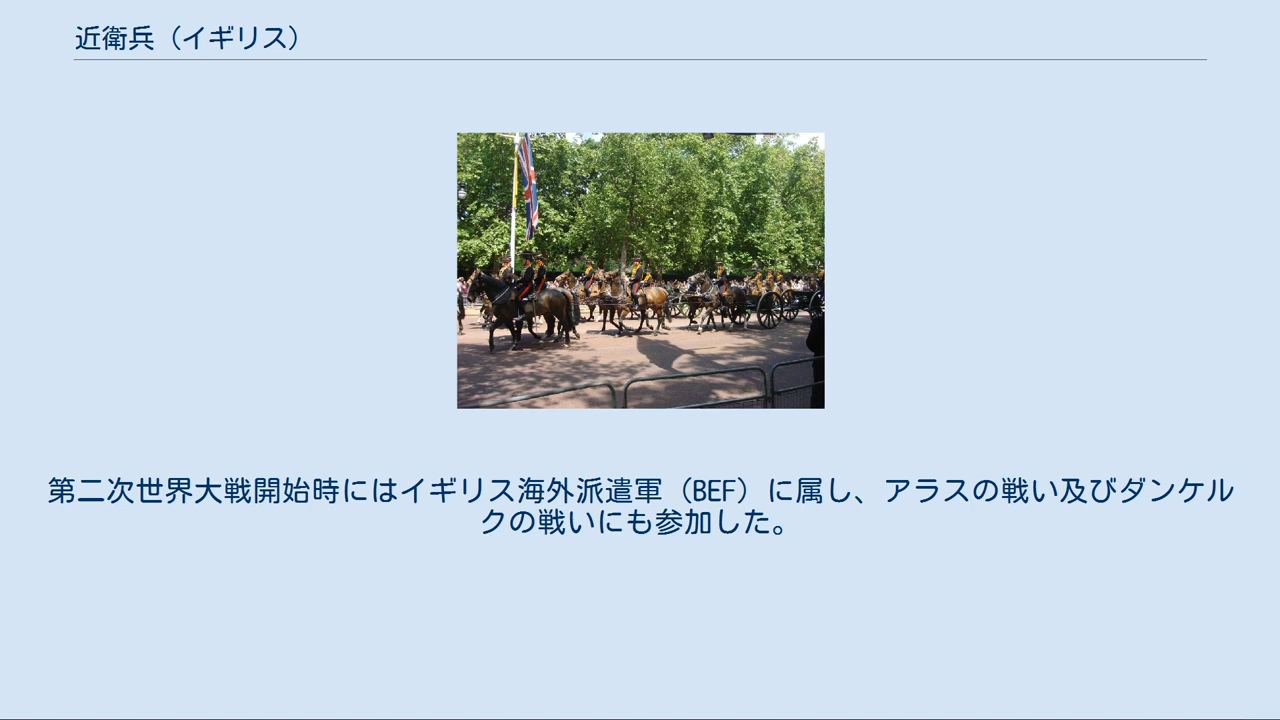 近衛兵（イギリス）
第二次世界大戦開始時にはイギリス海外派遣軍（BEF）に属し、アラスの戦い及びダンケル
クの戦いにも参加した。